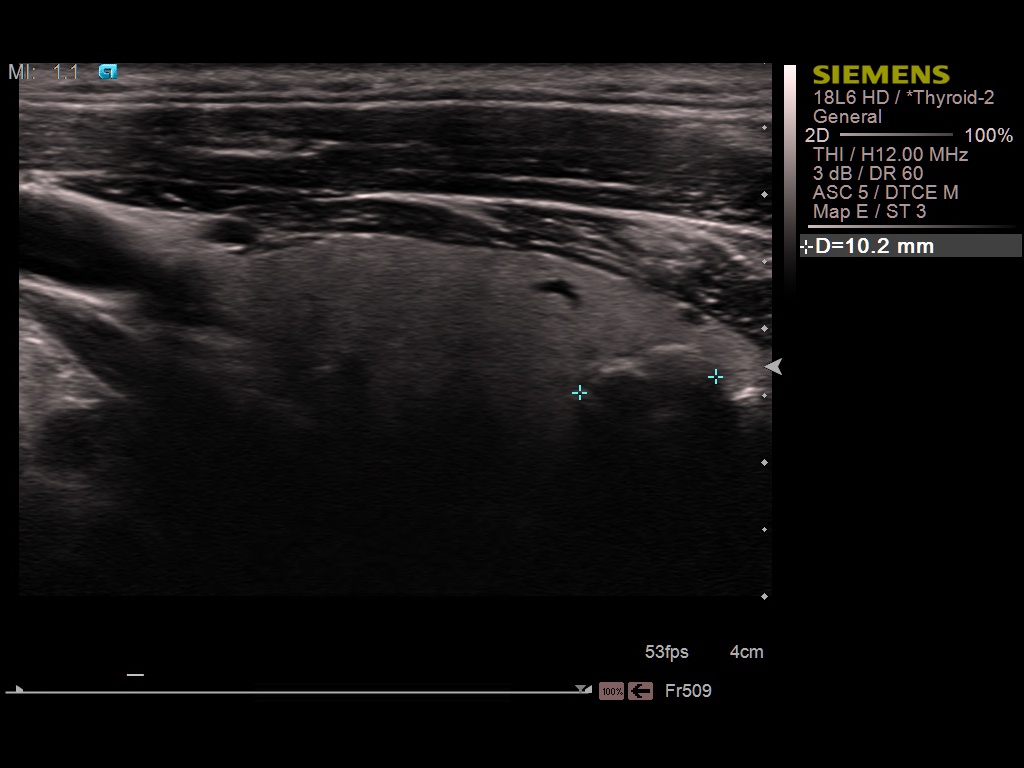 MI: 1.1
SIEMENS
18L6 HD / *Thyroid-2
General
2D 100%
THI / H12.00 MHz
3 dB / DR 60
ASC 5 / DTCE M
Map E / ST 3
D=10.2 mm
53fps 4cm
100% Fr509